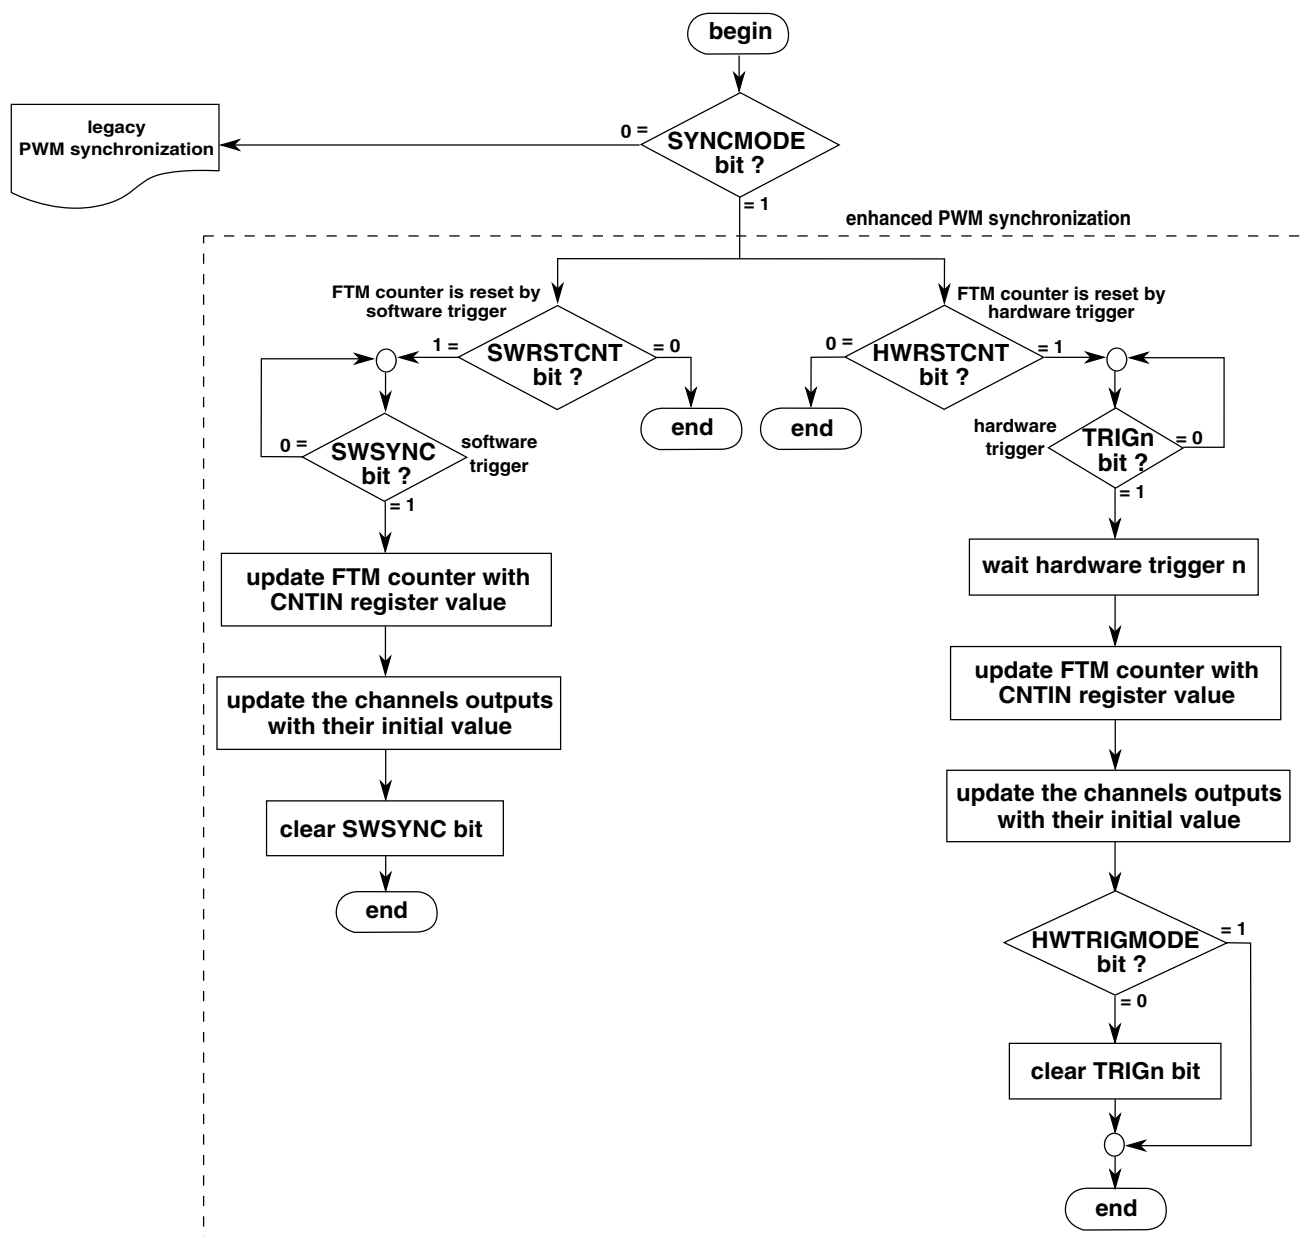 begin
legacy
PWM synchronization
0 =
SYNCMODE
bit ?
= 1
enhanced PWM synchronization
FTM counter is reset by
software trigger
1 =
SWRSTCNT
bit ?
= 0
end
0 =
SWSYNC
bit ?
software
trigger
= 1
update FTM counter with
CNTIN register value
update the channels outputs
with their initial value
clear SWSYNC bit
end
FTM counter is reset by
hardware trigger
0 =
HWRSTCNT
bit ?
= 1
end
hardware
trigger
TRIGn
bit ?
= 0
= 1
wait hardware trigger n
update FTM counter with
CNTIN register value
update the channels outputs
with their initial value
HWTRIGMODE
bit ?
= 1
= 0
clear TRIGn bit
end